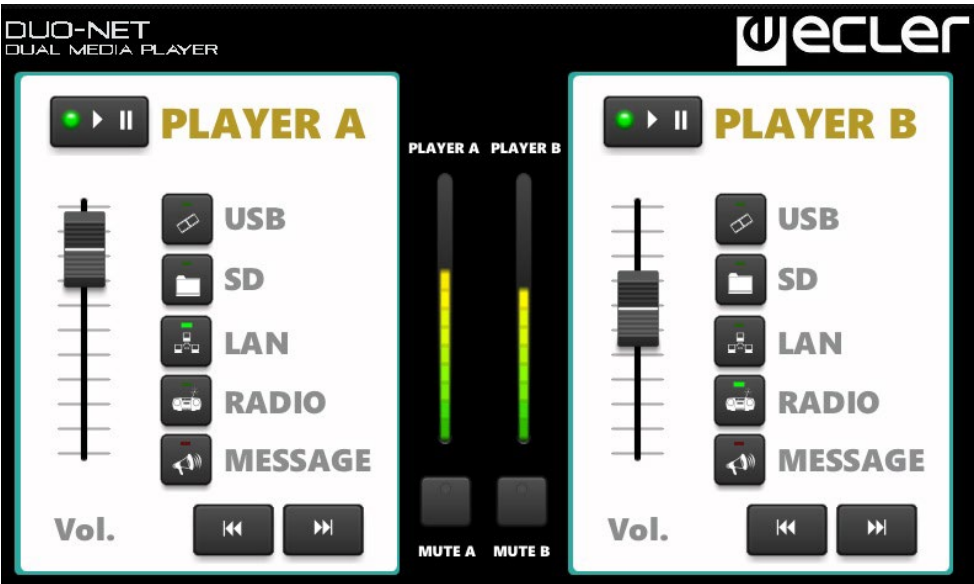 DUO-NET
DUAL MEDIA PLAYER
ecler
PLAYER A
USB
SD
LAN
RADIO
MESSAGE
Vol.
PLAYER A PLAYER B
MUTE A MUTE B
PLAYER B
USB
SD
LAN
RADIO
MESSAGE
Vol.